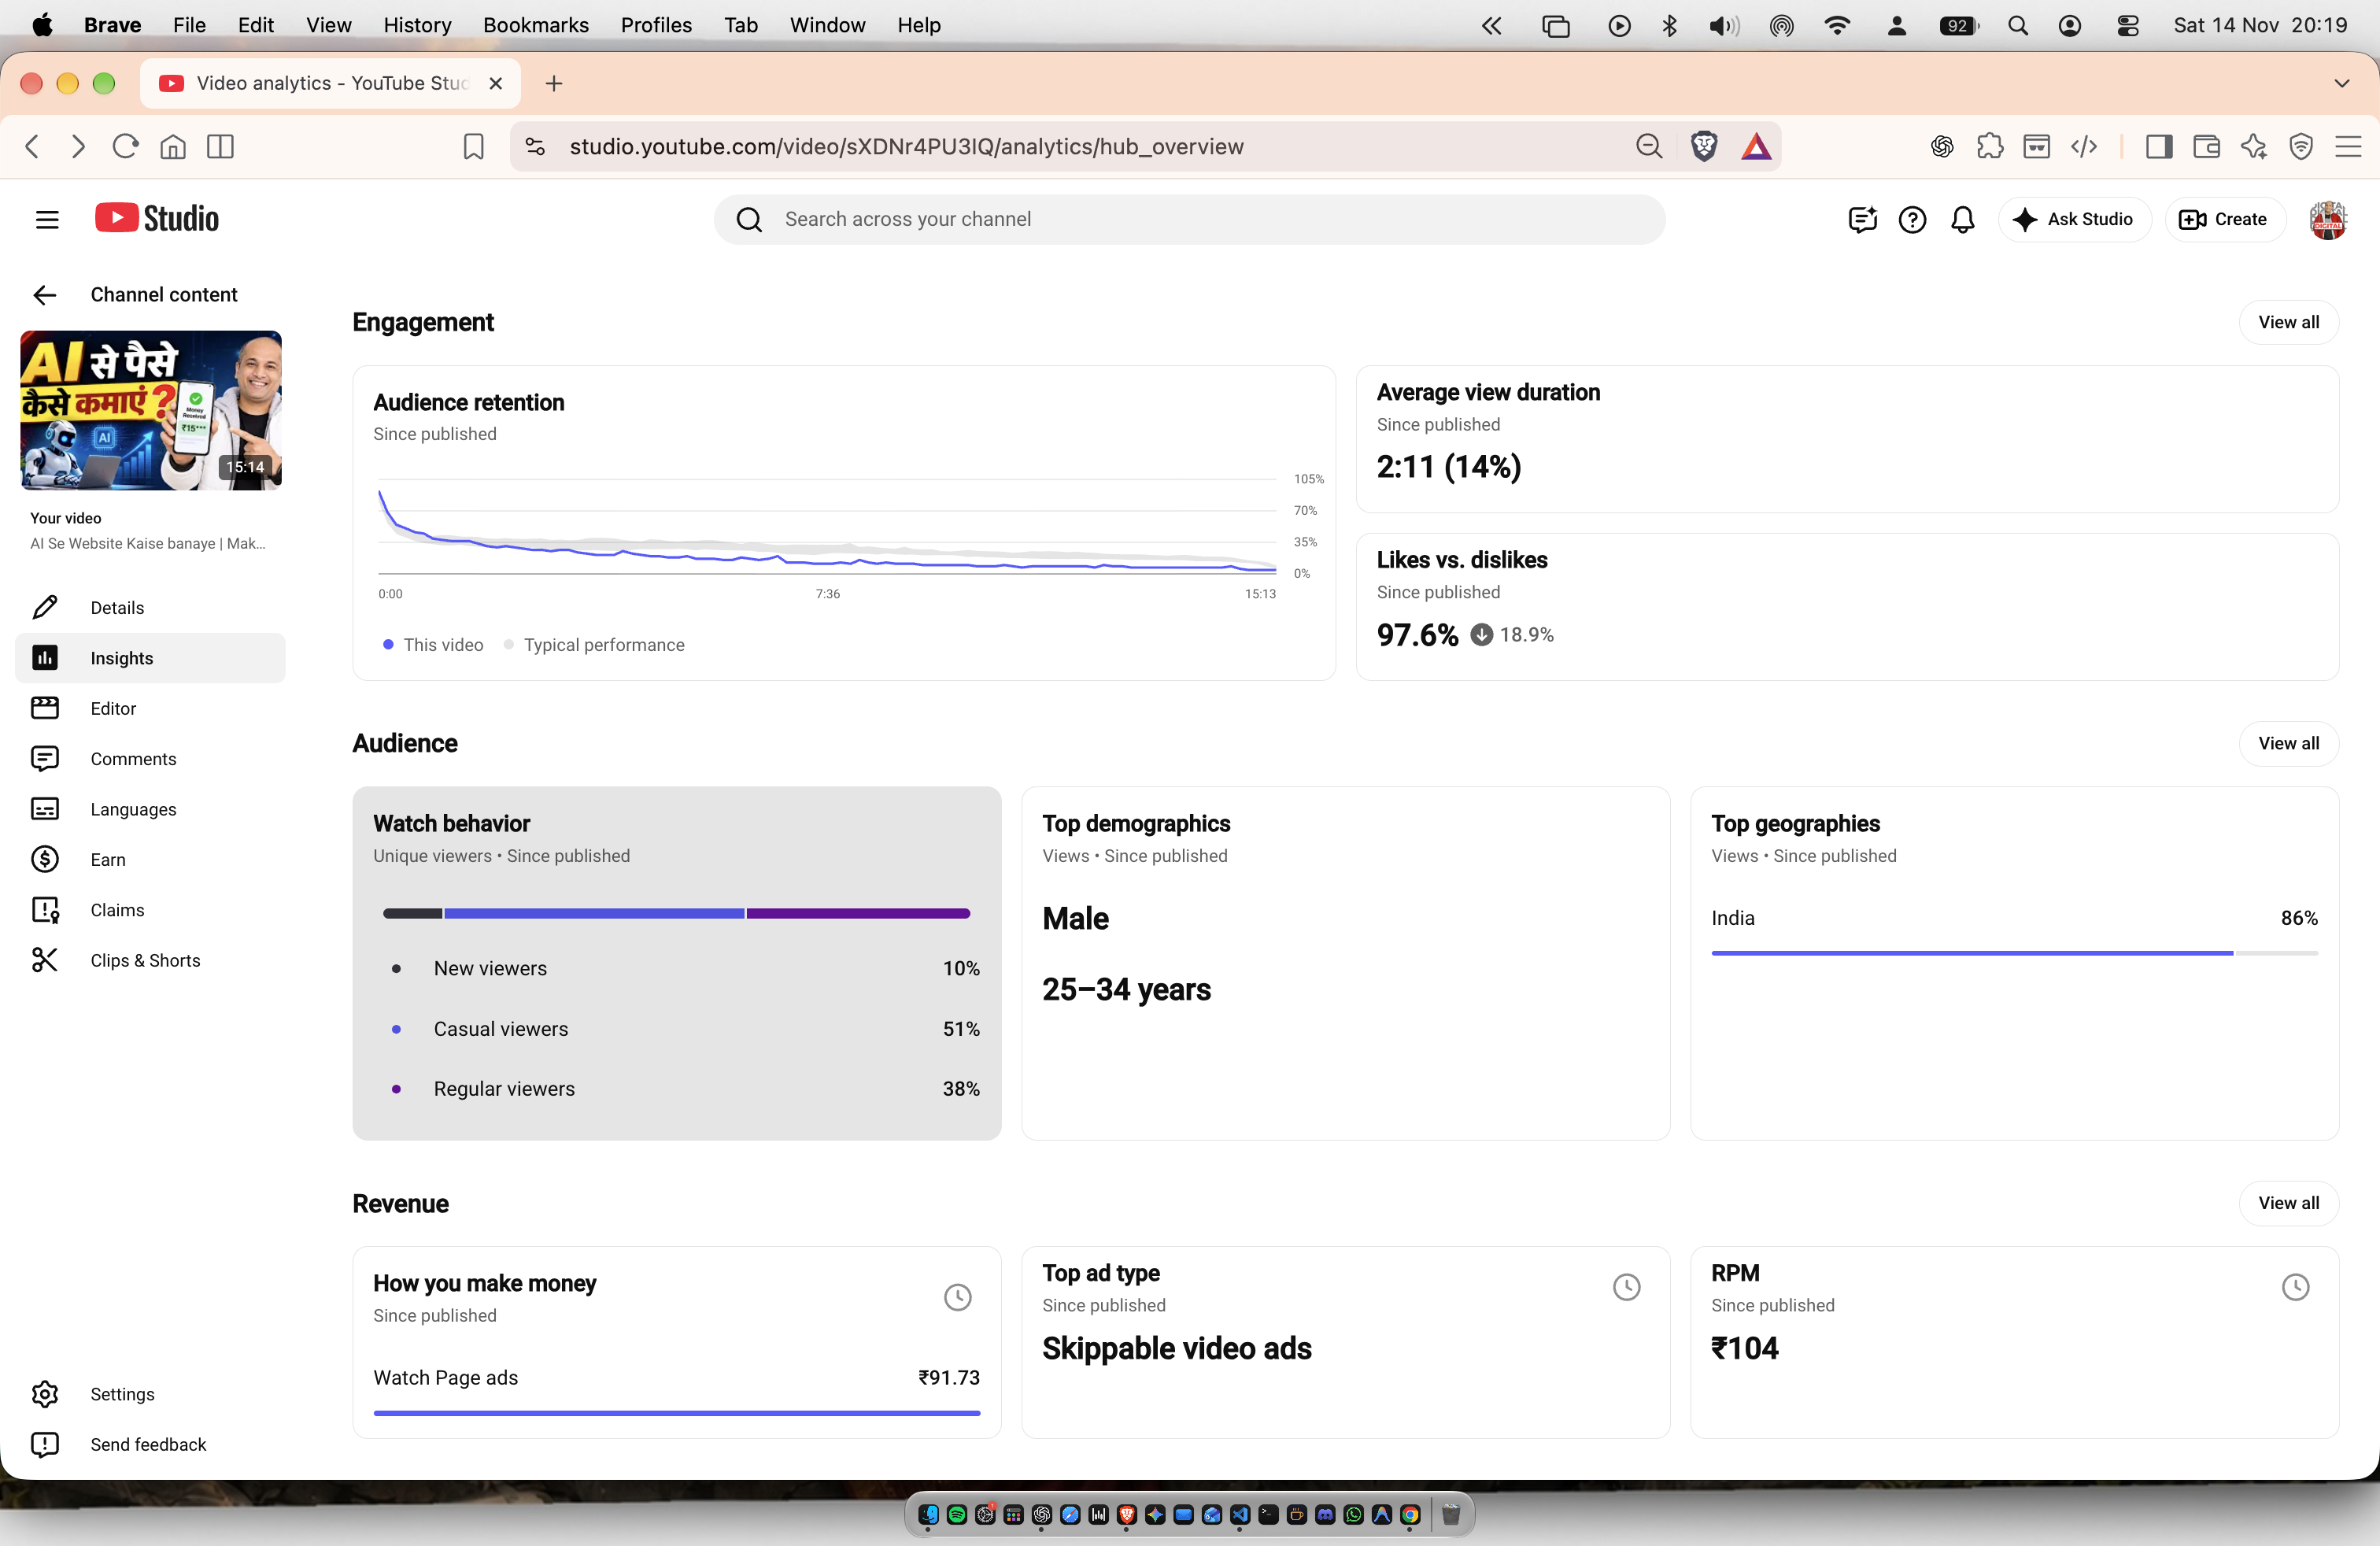 Brave File Edit View History Bookmarks Profiles Tab Window Help 92 Sat 14 Nov 20:19
Video analytics - YouTube Stud
studio.youtube.com/video/sXDNr4PU3IQ/analytics/hub_overview
Studio
Search across your channel
Ask Studio
Create
Channel content
AI से पैसे
कैसे कमाएं ?
Money
Received
₹15***
AI
15:14
Your video
AI Se Website Kaise banaye | Mak...
Details
Insights
Editor
Comments
Languages
Earn
Claims
Clips & Shorts
Settings
Send feedback
Engagement
View all
Audience retention
Since published
105%
70%
35%
0%
0:00 7:36 15:13
This video Typical performance
Average view duration
Since published
2:11 (14%)
Likes vs. dislikes
Since published
97.6% 18.9%
Audience
View all
Watch behavior
Unique viewers • Since published
New viewers 10%
Casual viewers 51%
Regular viewers 38%
Top demographics
Views • Since published
Male
25–34 years
Top geographies
Views • Since published
India 86%
Revenue
View all
How you make money
Since published
Watch Page ads ₹91.73
Top ad type
Since published
Skippable video ads
RPM
Since published
₹104